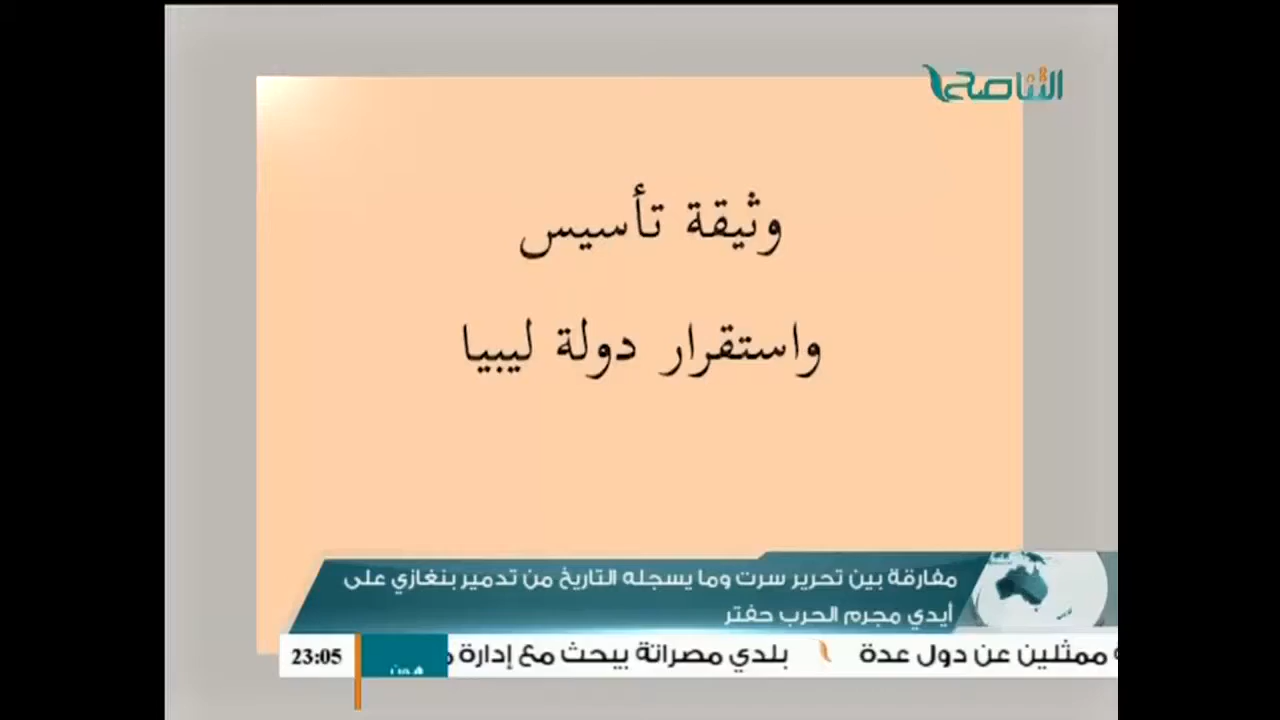 التناصح
وثيقة تأسيس
واستقرار دولة ليبيا
مفارقة بين تحرير سرت وما يسجله التاريخ من تدمير بنغازي على
أيدي مجرم الحرب حفتر
ممثلين عن دول عدة بلدي مصراتة يبحث مع إدارة
23:05